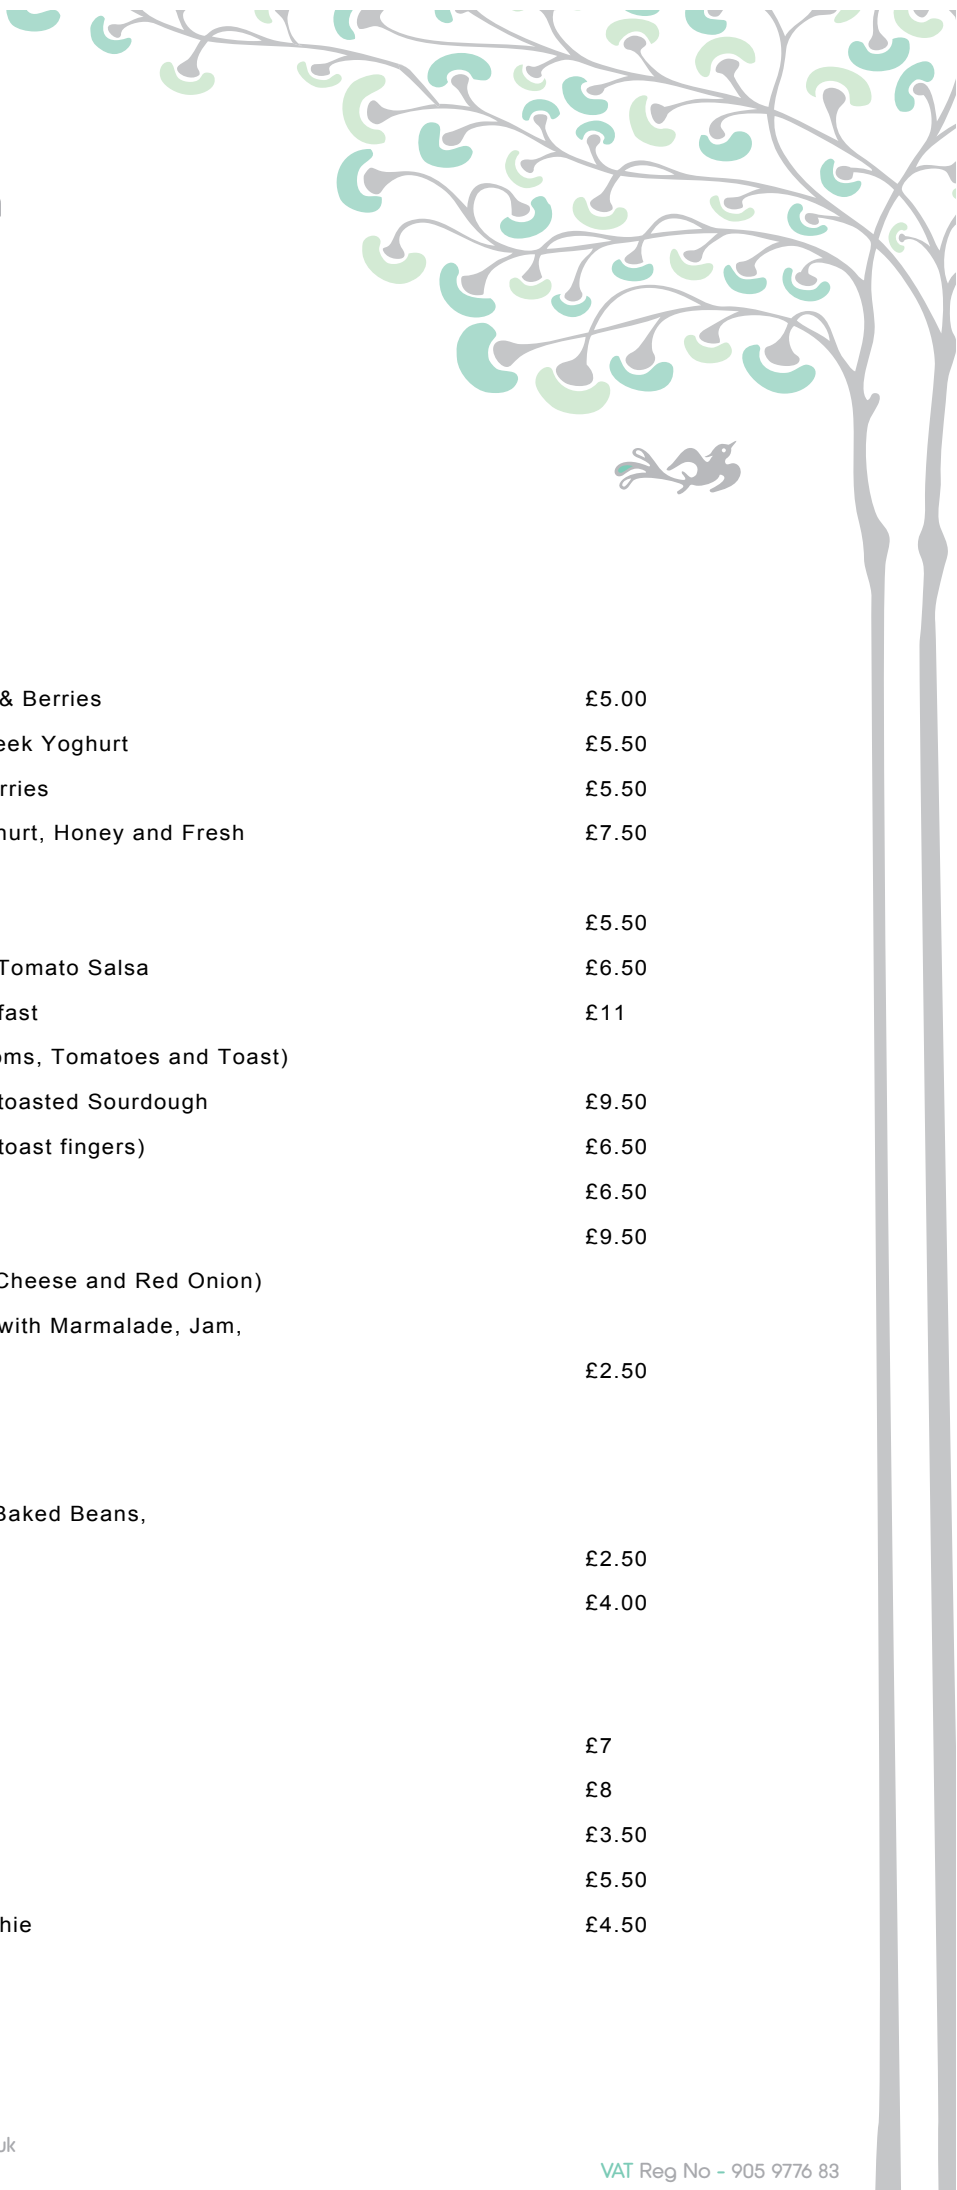 & Berries £5.00
eek Yoghurt £5.50
rries £5.50
hurt, Honey and Fresh £7.50
£5.50
Tomato Salsa £6.50
fast £11
oms, Tomatoes and Toast)
toasted Sourdough £9.50
toast fingers) £6.50
£6.50
£9.50
Cheese and Red Onion)
with Marmalade, Jam,
£2.50
Baked Beans,
£2.50
£4.00
£7
£8
£3.50
£5.50
hie £4.50
uk
VAT Reg No - 905 9776 83